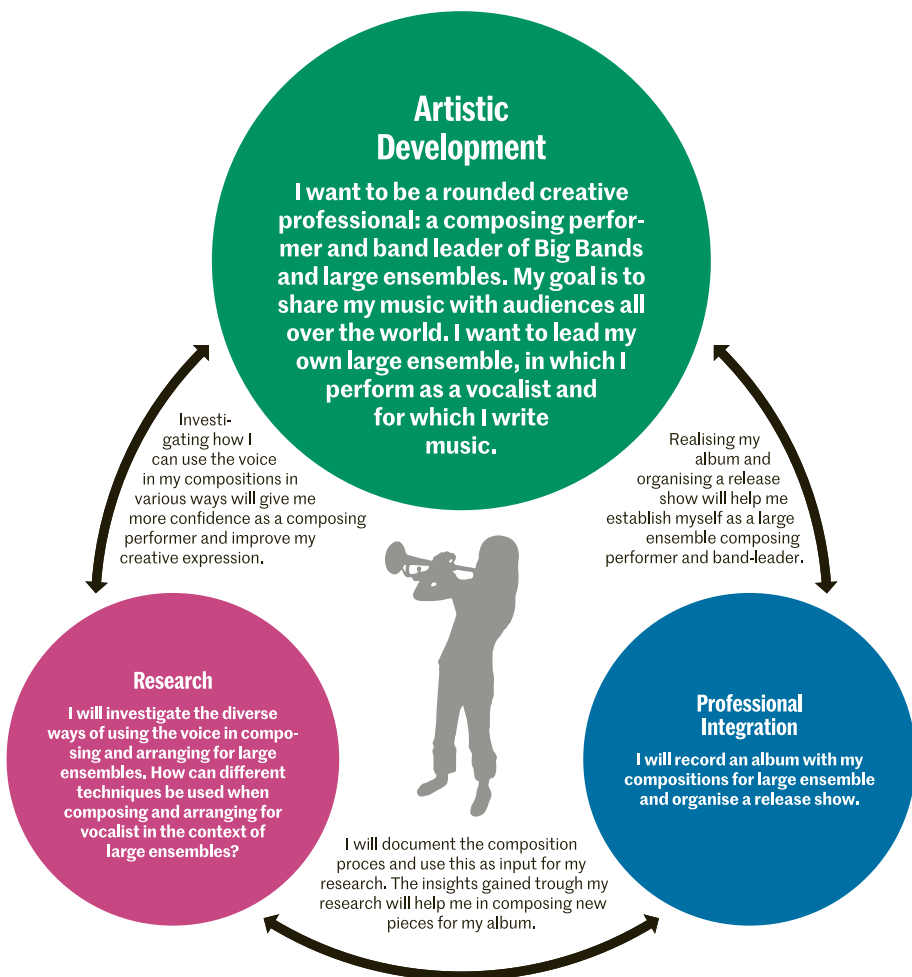 Artistic
Development
I want to be a rounded creative
professional: a composing perfor-
mer and band leader of Big Bands
and large ensembles. My goal is to
share my music with audiences all
over the world. I want to lead my
own large ensemble, in which I
perform as a vocalist and
for which I write
music.
Investi-
gating how I
can use the voice
in my compositions in
various ways will give me
more confidence as a composing
performer and improve my
creative expression.
Realising my
album and
organising a release
show will help me
establish myself as a large
ensemble composing
performer and band-leader.
Research
I will investigate the diverse
ways of using the voice in compo-
sing and arranging for large
ensembles. How can different
techniques be used when
composing and arranging for
vocalist in the context of
large ensembles?
Professional
Integration
I will record an album with my
compositions for large ensemble
and organise a release show.
I will document the composition
proces and use this as input for my
research. The insights gained trough my
research will help me in composing new
pieces for my album.